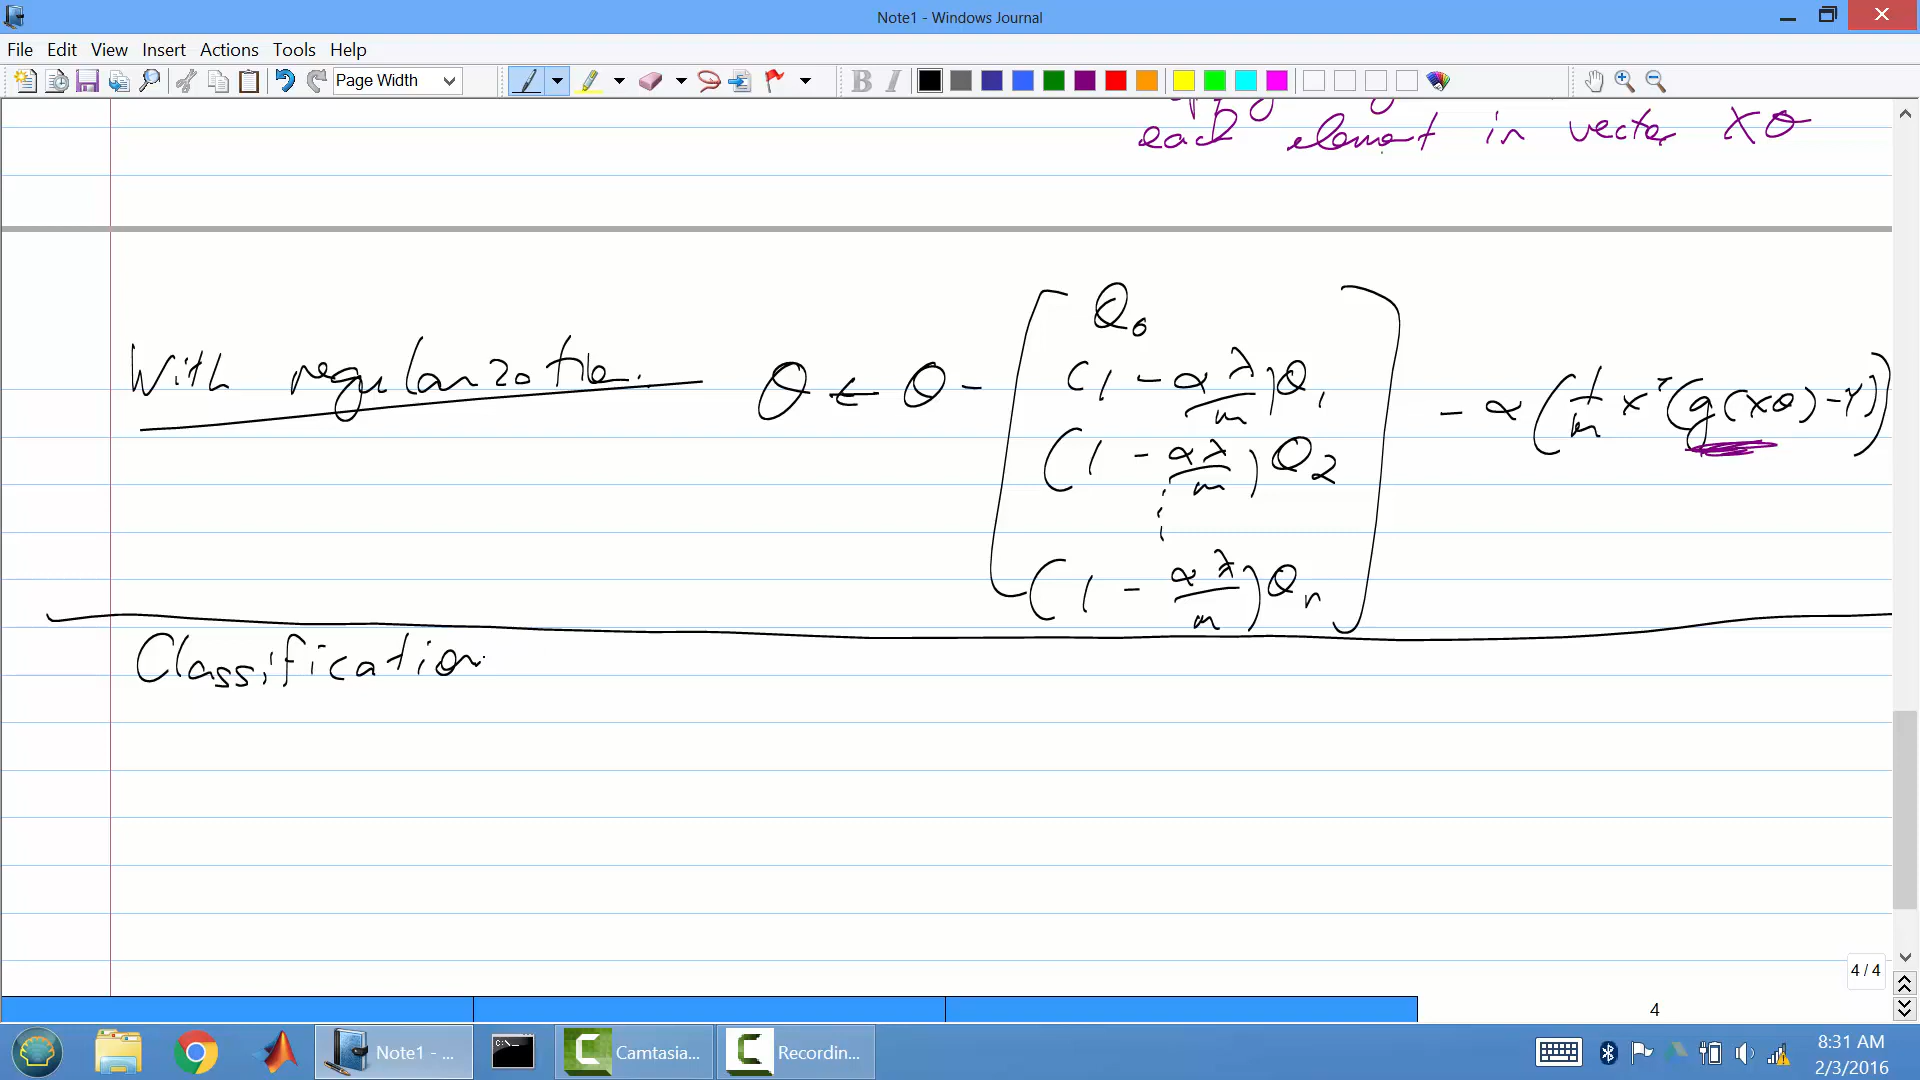 Note1 - Windows Journal
File Edit View Insert Actions Tools Help
Page Width B I
each element in vector Xθ
With regularization. θ ← θ - [ θ₀
(1 - α λ/m) θ₁
(1 - αλ/m) θ₂
⋮
(1 - αλ/m) θₙ ] - α (1/m Xᵀ(g(Xθ) - Y))
Classification
4 / 4
4
Note1 - ... C:\_ Camtasia... Recordin...
8:31 AM
2/3/2016